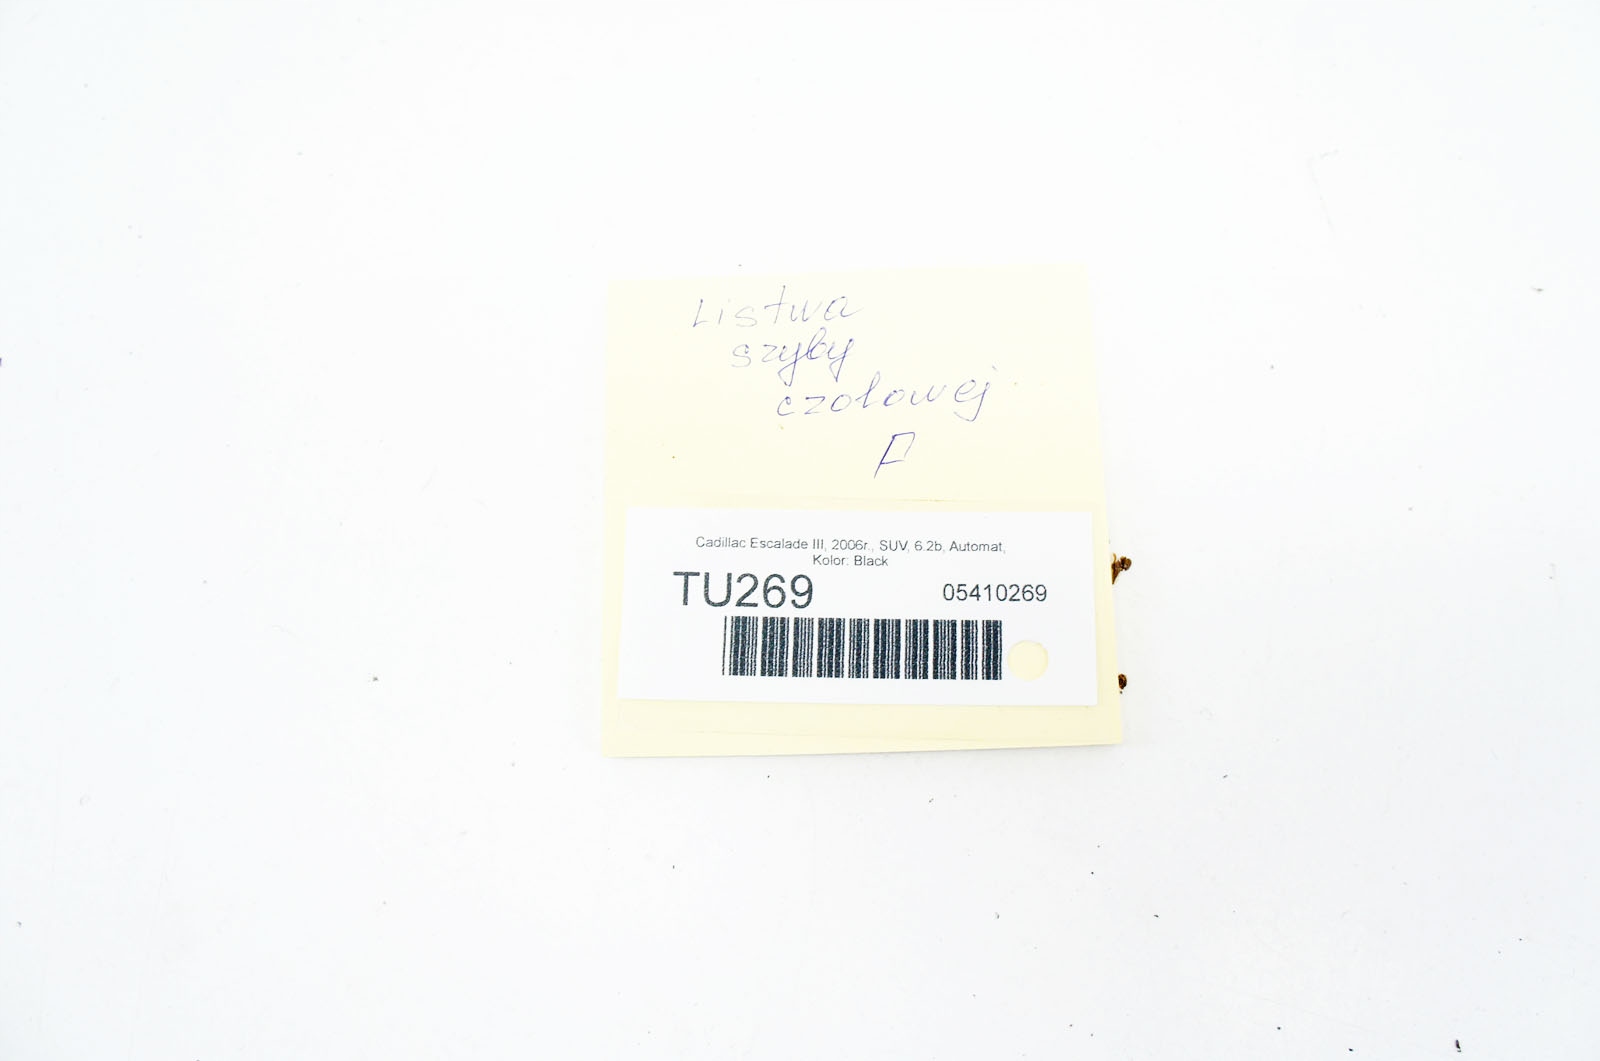 Listwa
szyby
czołowej
P
Cadillac Escalade III, 2006r., SUV, 6.2b, Automat,
Kolor: Black
TU269 05410269